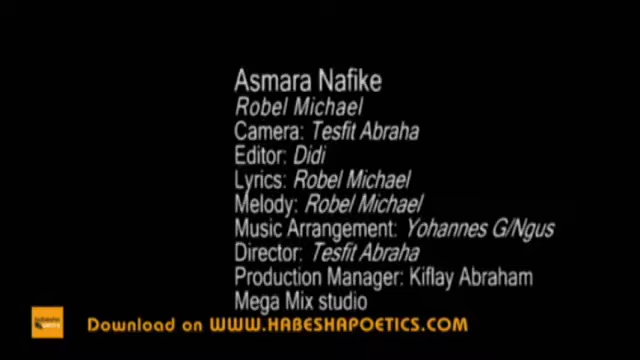 Asmara Nafike
Robel Michael
Camera: Tesfit Abraha
Editor: Didi
Lyrics: Robel Michael
Melody: Robel Michael
Music Arrangement: Yohannes G/Ngus
Director: Tesfit Abraha
Production Manager: Kiflay Abraham
Mega Mix studio
Download on WWW.HABESHAPOETICS.COM